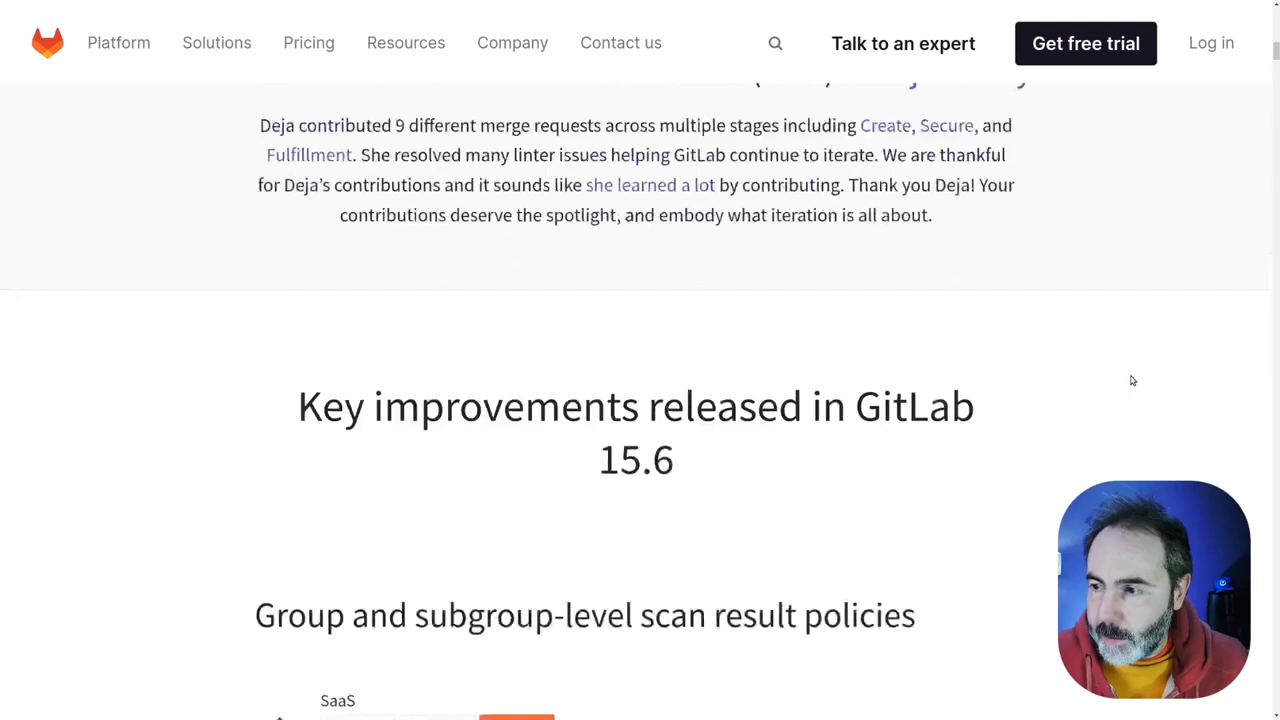 Platform Solutions Pricing Resources Company Contact us Talk to an expert Get free trial Log in
Deja contributed 9 different merge requests across multiple stages including Create, Secure, and
Fulfillment. She resolved many linter issues helping GitLab continue to iterate. We are thankful
for Deja’s contributions and it sounds like she learned a lot by contributing. Thank you Deja! Your
contributions deserve the spotlight, and embody what iteration is all about.
Key improvements released in GitLab
15.6
Group and subgroup-level scan result policies
SaaS